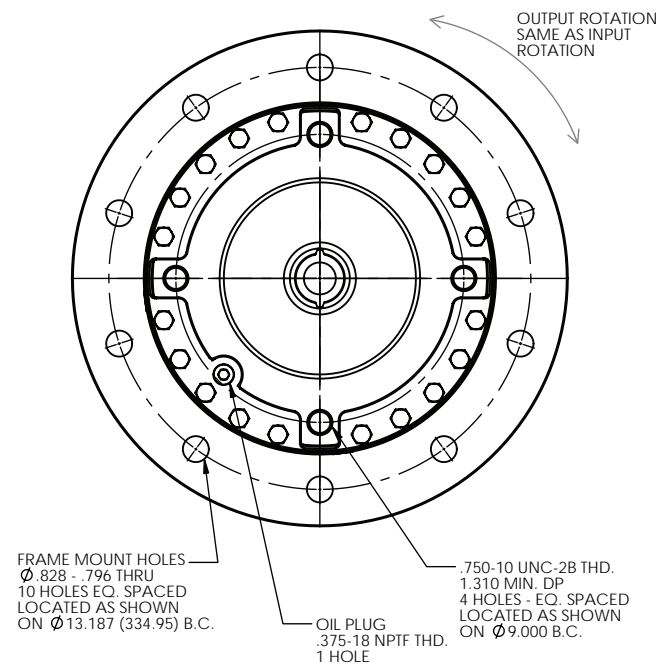 OUTPUT ROTATION
SAME AS INPUT
ROTATION
FRAME MOUNT HOLES
Ø.828 - .796 THRU
10 HOLES EQ. SPACED
LOCATED AS SHOWN
ON Ø13.187 (334.95) B.C.
OIL PLUG
.375-18 NPTF THD.
1 HOLE
.750-10 UNC-2B THD.
1.310 MIN. DP
4 HOLES - EQ. SPACED
LOCATED AS SHOWN
ON Ø9.000 B.C.